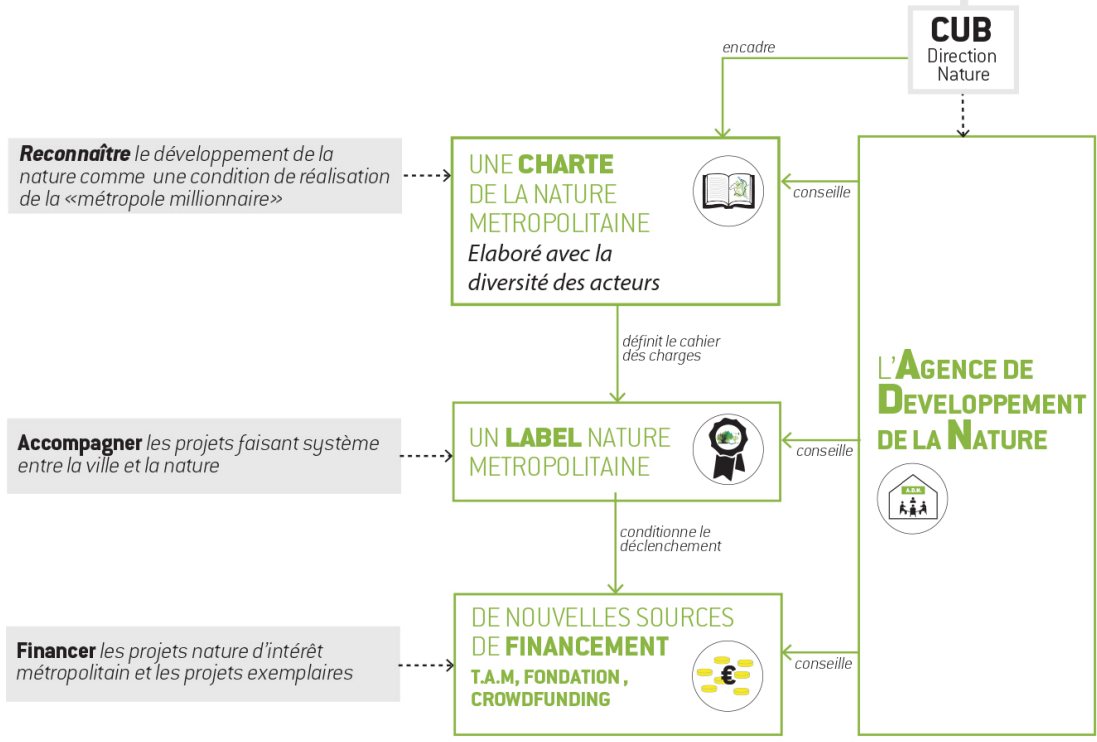 CUB
Direction
Nature
encadre
Reconnaître le développement de la
nature comme une condition de réalisation
de la «métropole millionnaire»
UNE CHARTE
DE LA NATURE
METROPOLITAINE
Elaboré avec la
diversité des acteurs
conseille
définit le cahier
des charges
L'AGENCE DE
DEVELOPPEMENT
DE LA NATURE
A.D.N.
Accompagner les projets faisant système
entre la ville et la nature
UN LABEL NATURE
METROPOLITAINE
conseille
conditionne le
déclenchement
Financer les projets nature d'intérêt
métropolitain et les projets exemplaires
DE NOUVELLES SOURCES
DE FINANCEMENT
T.A.M, FONDATION ,
CROWDFUNDING
€
conseille